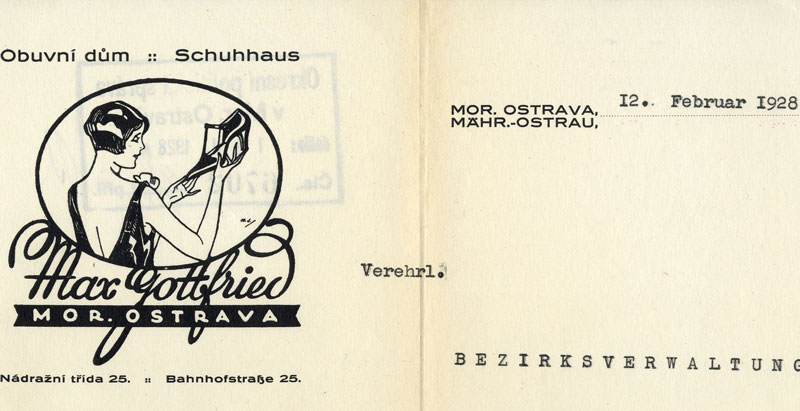 Obuvní dům :: Schuhhaus
Max Gottfried
MOR. OSTRAVA
Nádražní třída 25. :: Bahnhofstraße 25.
MOR. OSTRAVA,
MÄHR.-OSTRAU,
12. Februar 1928
Verehrl.
BEZIRKSVERWALTUNG